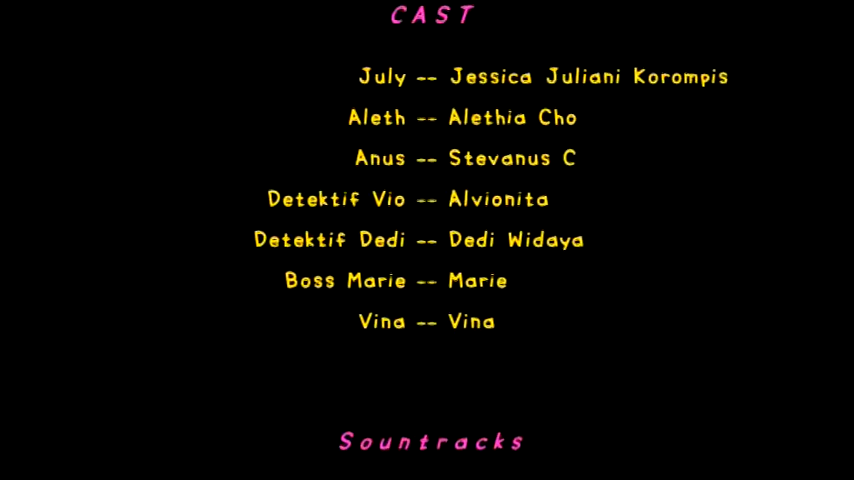 CAST
July -- Jessica Juliani Korompis
Aleth -- Alethia Cho
Anus -- Stevanus C
Detektif Vio -- Alvionita
Detektif Dedi -- Dedi Widaya
Boss Marie -- Marie
Vina -- Vina
Sountracks